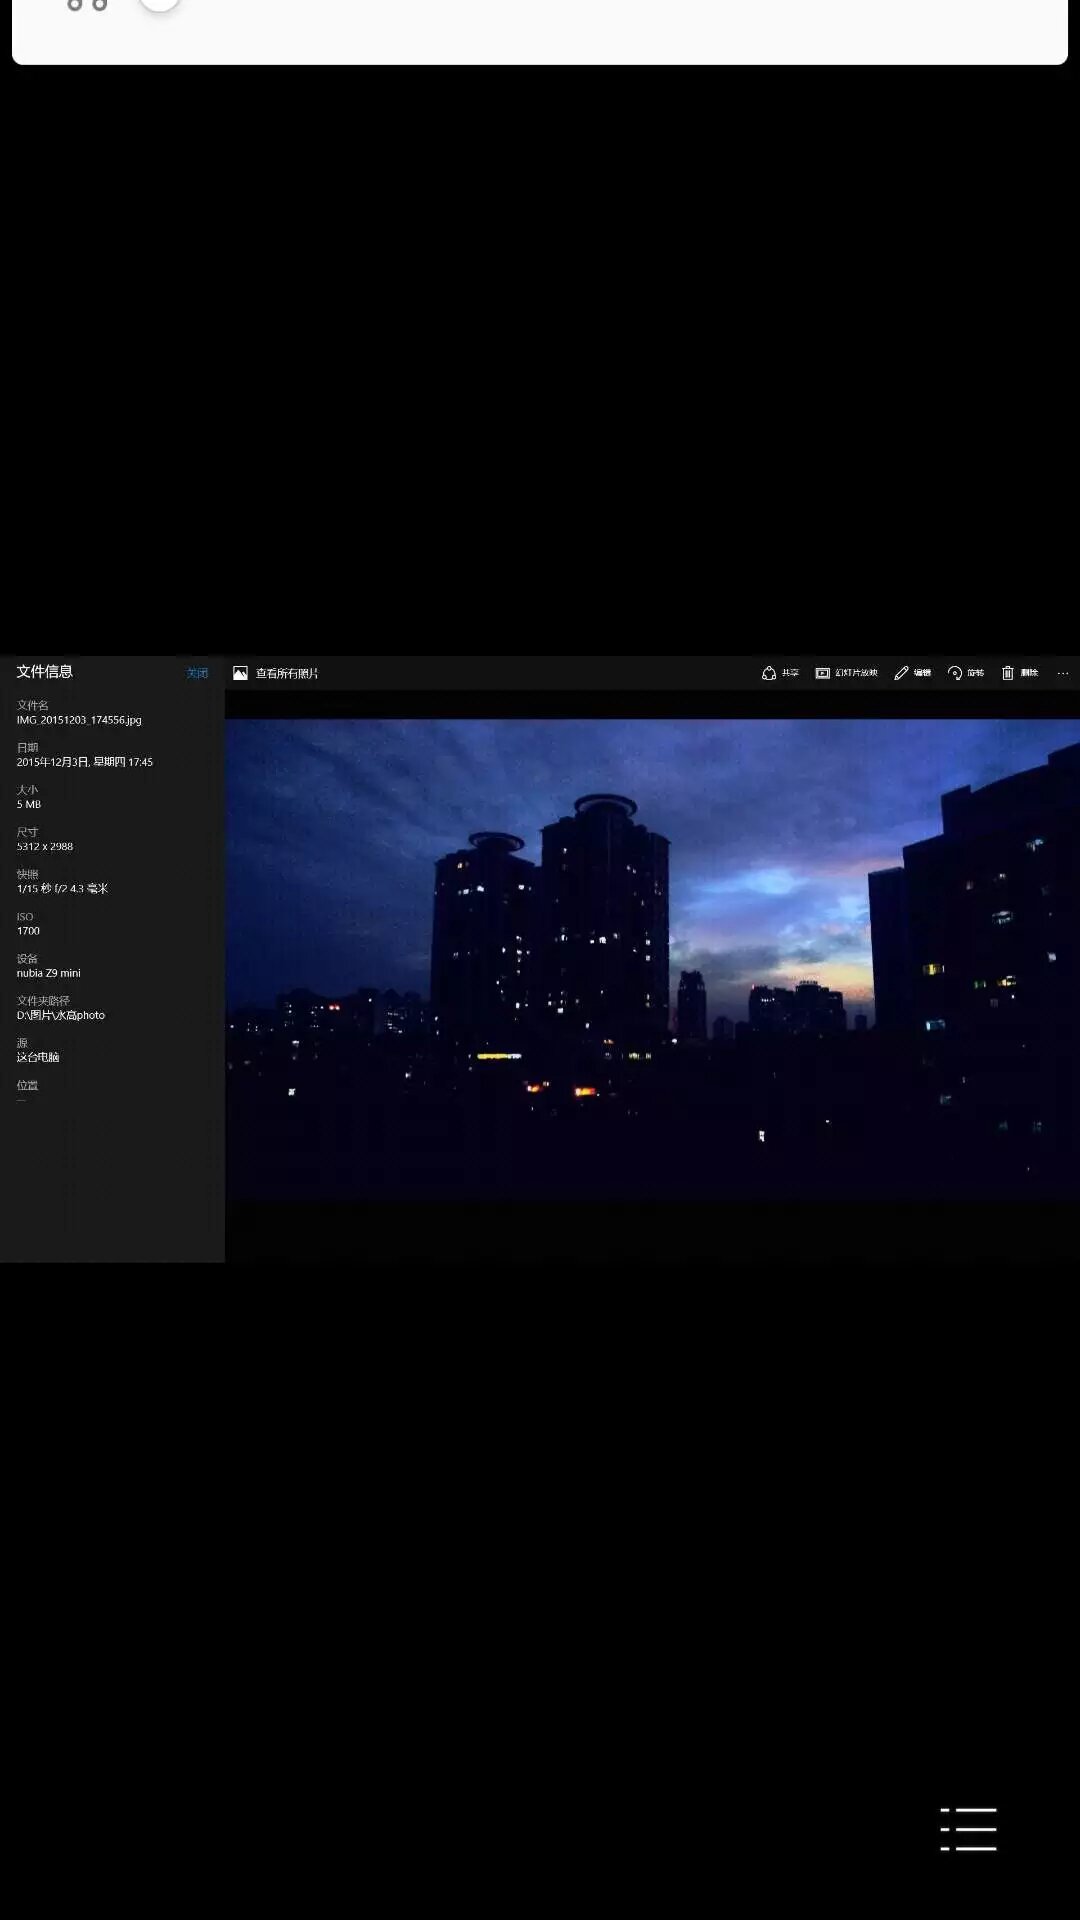 文件信息 关闭
查看所有照片 共享 幻灯片放映 编辑 旋转 删除 ...
文件名
IMG_20151203_174556.jpg
日期
2015年12月3日, 星期四 17:45
大小
5 MB
尺寸
5312 x 2988
快照
1/15 秒 f/2 4.3 毫米
ISO
1700
设备
nubia Z9 mini
文件夹路径
D:\图片\水高photo
源
这台电脑
位置
—